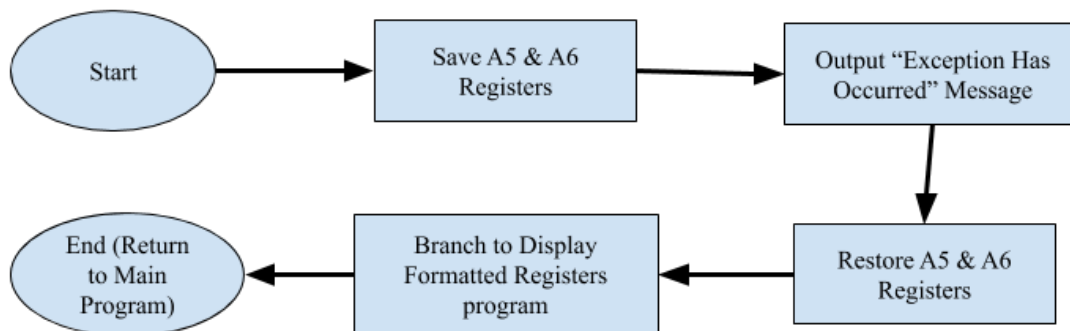 Start
Save A5 & A6
Registers
Output “Exception Has
Occurred” Message
Restore A5 & A6
Registers
Branch to Display
Formatted Registers
program
End (Return
to Main
Program)